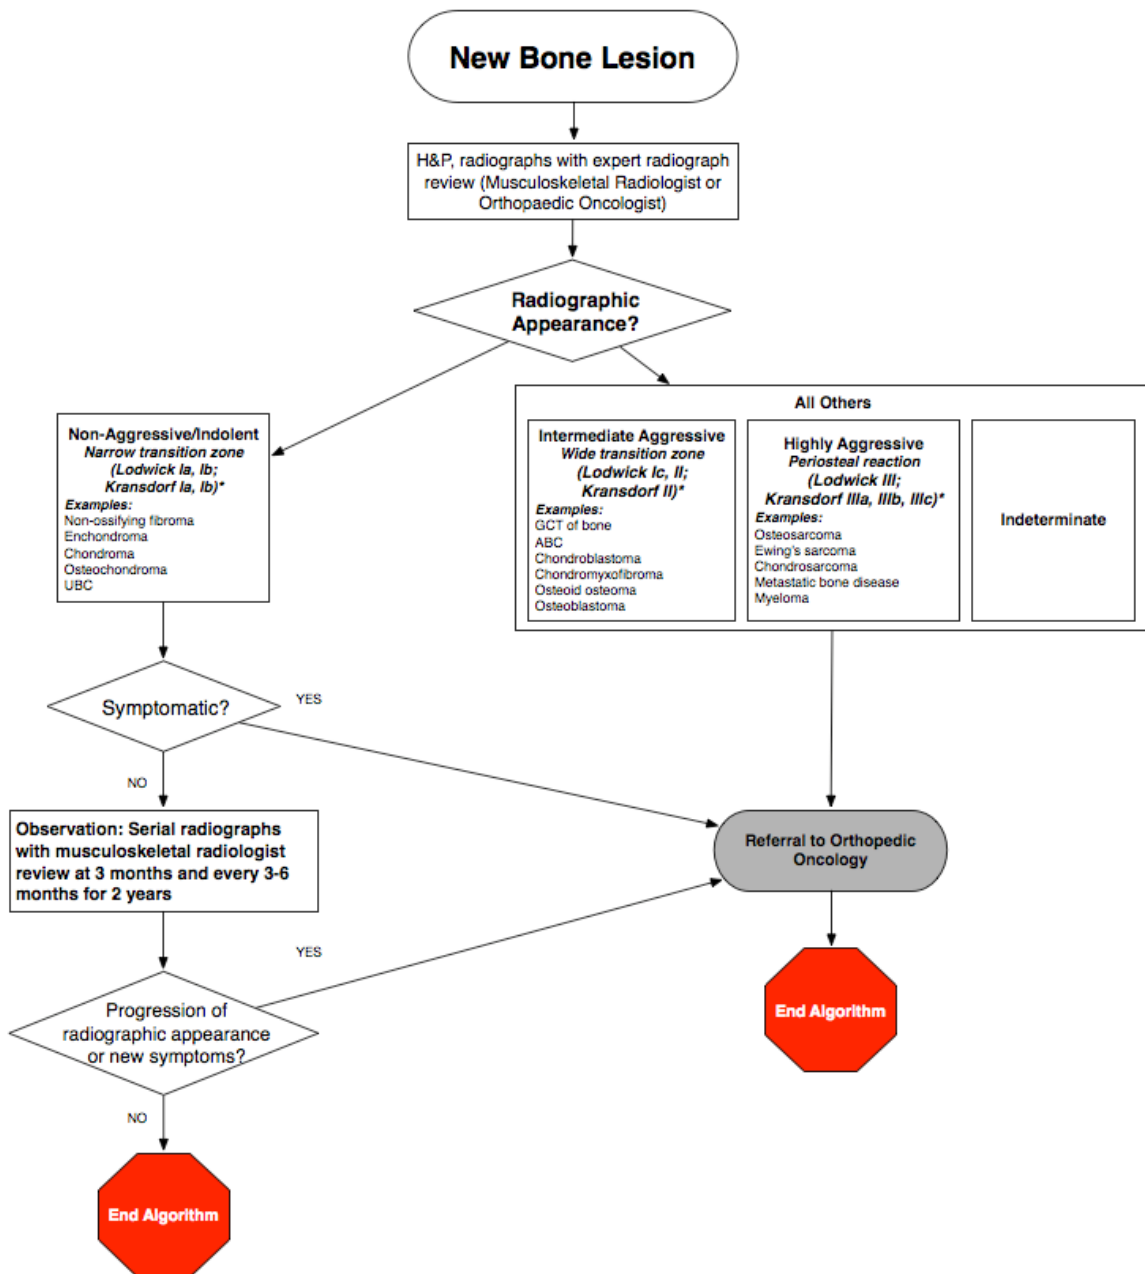 New Bone Lesion
H&P, radiographs with expert radiograph
review (Musculoskeletal Radiologist or
Orthopaedic Oncologist)
Radiographic
Appearance?
Non-Aggressive/Indolent
Narrow transition zone
(Lodwick Ia, Ib;
Kransdorf Ia, Ib)*
Examples:
Non-ossifying fibroma
Enchondroma
Chondroma
Osteochondroma
UBC
All Others
Intermediate Aggressive
Wide transition zone
(Lodwick Ic, II;
Kransdorf II)*
Examples:
GCT of bone
ABC
Chondroblastoma
Chondromyxofibroma
Osteoid osteoma
Osteoblastoma
Highly Aggressive
Periosteal reaction
(Lodwick III;
Kransdorf IIIa, IIIb, IIIc)*
Examples:
Osteosarcoma
Ewing's sarcoma
Chondrosarcoma
Metastatic bone disease
Myeloma
Indeterminate
Symptomatic?
YES
NO
Observation: Serial radiographs
with musculoskeletal radiologist
review at 3 months and every 3-6
months for 2 years
Referral to Orthopedic
Oncology
YES
Progression of
radiographic appearance
or new symptoms?
End Algorithm
NO
End Algorithm